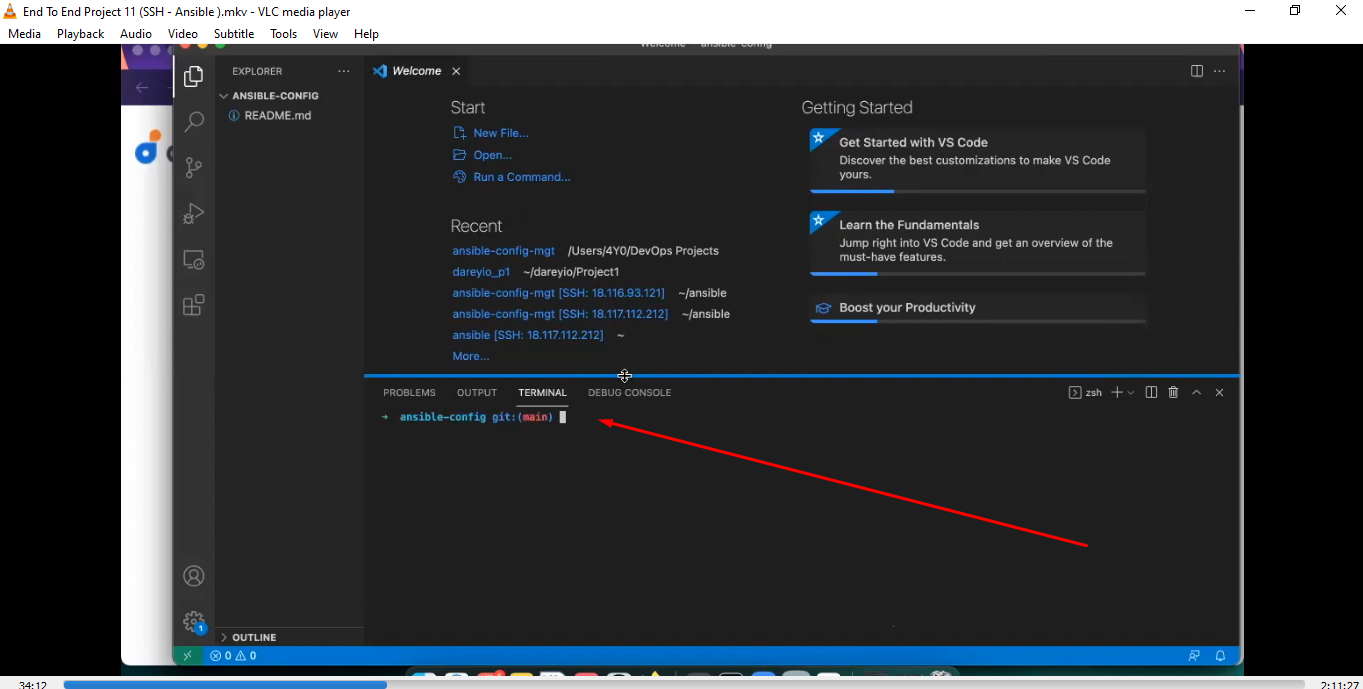 End To End Project 11 (SSH - Ansible ).mkv - VLC media player
Media Playback Audio Video Subtitle Tools View Help
EXPLORER
ANSIBLE-CONFIG
README.md
OUTLINE
Welcome
Start
New File...
Open...
Run a Command...
Recent
ansible-config-mgt /Users/4Y0/DevOps Projects
dareyio_p1 ~/dareyio/Project1
ansible-config-mgt [SSH: 18.116.93.121] ~/ansible
ansible-config-mgt [SSH: 18.117.112.212] ~/ansible
ansible [SSH: 18.117.112.212] ~
More...
Getting Started
Get Started with VS Code
Discover the best customizations to make VS Code
yours.
Learn the Fundamentals
Jump right into VS Code and get an overview of the
must-have features.
Boost your Productivity
PROBLEMS OUTPUT TERMINAL DEBUG CONSOLE zsh
→ ansible-config git:(main)
1
0 0
34:12 2:11:27